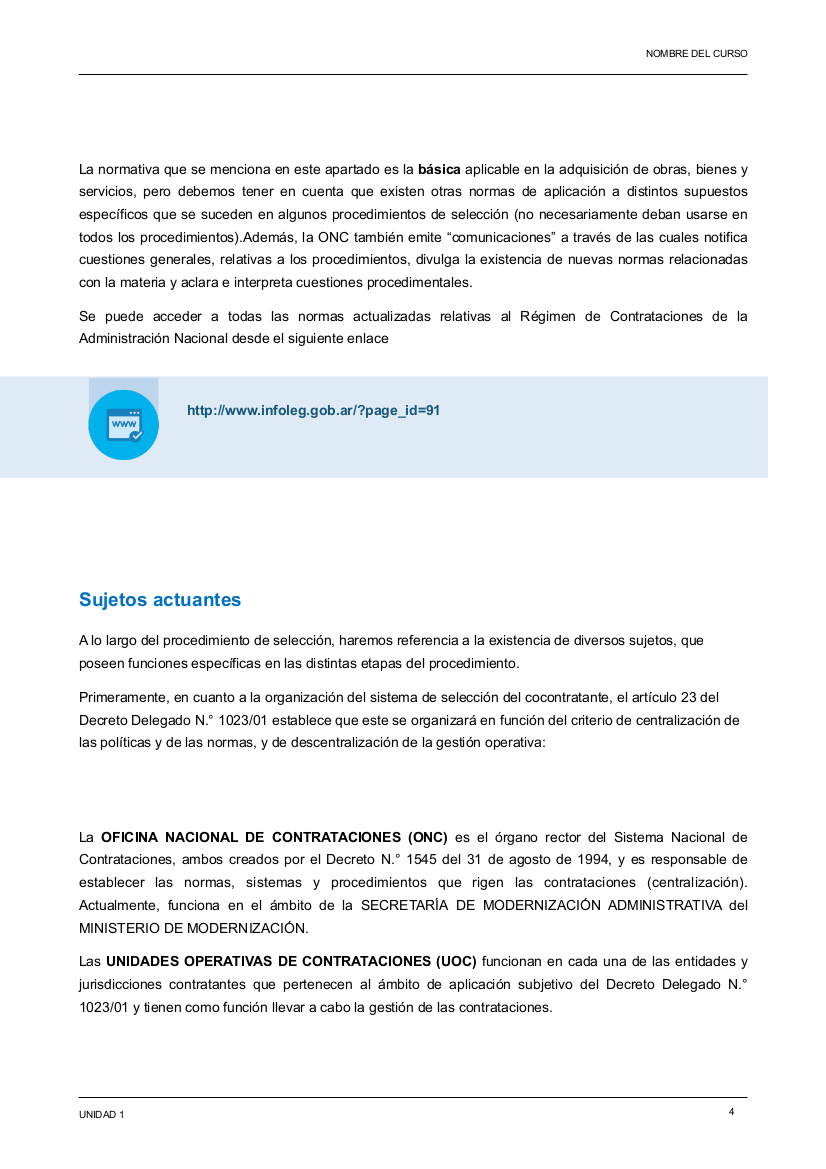 NOMBRE DEL CURSO
La normativa que se menciona en este apartado es la básica aplicable en la adquisición de obras, bienes y
servicios, pero debemos tener en cuenta que existen otras normas de aplicación a distintos supuestos
específicos que se suceden en algunos procedimientos de selección (no necesariamente deban usarse en
todos los procedimientos).Además, la ONC también emite “comunicaciones” a través de las cuales notifica
cuestiones generales, relativas a los procedimientos, divulga la existencia de nuevas normas relacionadas
con la materia y aclara e interpreta cuestiones procedimentales.
Se puede acceder a todas las normas actualizadas relativas al Régimen de Contrataciones de la
Administración Nacional desde el siguiente enlace
www
http://www.infoleg.gob.ar/?page_id=91
Sujetos actuantes
A lo largo del procedimiento de selección, haremos referencia a la existencia de diversos sujetos, que
poseen funciones específicas en las distintas etapas del procedimiento.
Primeramente, en cuanto a la organización del sistema de selección del cocontratante, el artículo 23 del
Decreto Delegado N.° 1023/01 establece que este se organizará en función del criterio de centralización de
las políticas y de las normas, y de descentralización de la gestión operativa:
La OFICINA NACIONAL DE CONTRATACIONES (ONC) es el órgano rector del Sistema Nacional de
Contrataciones, ambos creados por el Decreto N.° 1545 del 31 de agosto de 1994, y es responsable de
establecer las normas, sistemas y procedimientos que rigen las contrataciones (centralización).
Actualmente, funciona en el ámbito de la SECRETARÍA DE MODERNIZACIÓN ADMINISTRATIVA del
MINISTERIO DE MODERNIZACIÓN.
Las UNIDADES OPERATIVAS DE CONTRATACIONES (UOC) funcionan en cada una de las entidades y
jurisdicciones contratantes que pertenecen al ámbito de aplicación subjetivo del Decreto Delegado N.°
1023/01 y tienen como función llevar a cabo la gestión de las contrataciones.
UNIDAD 1
4